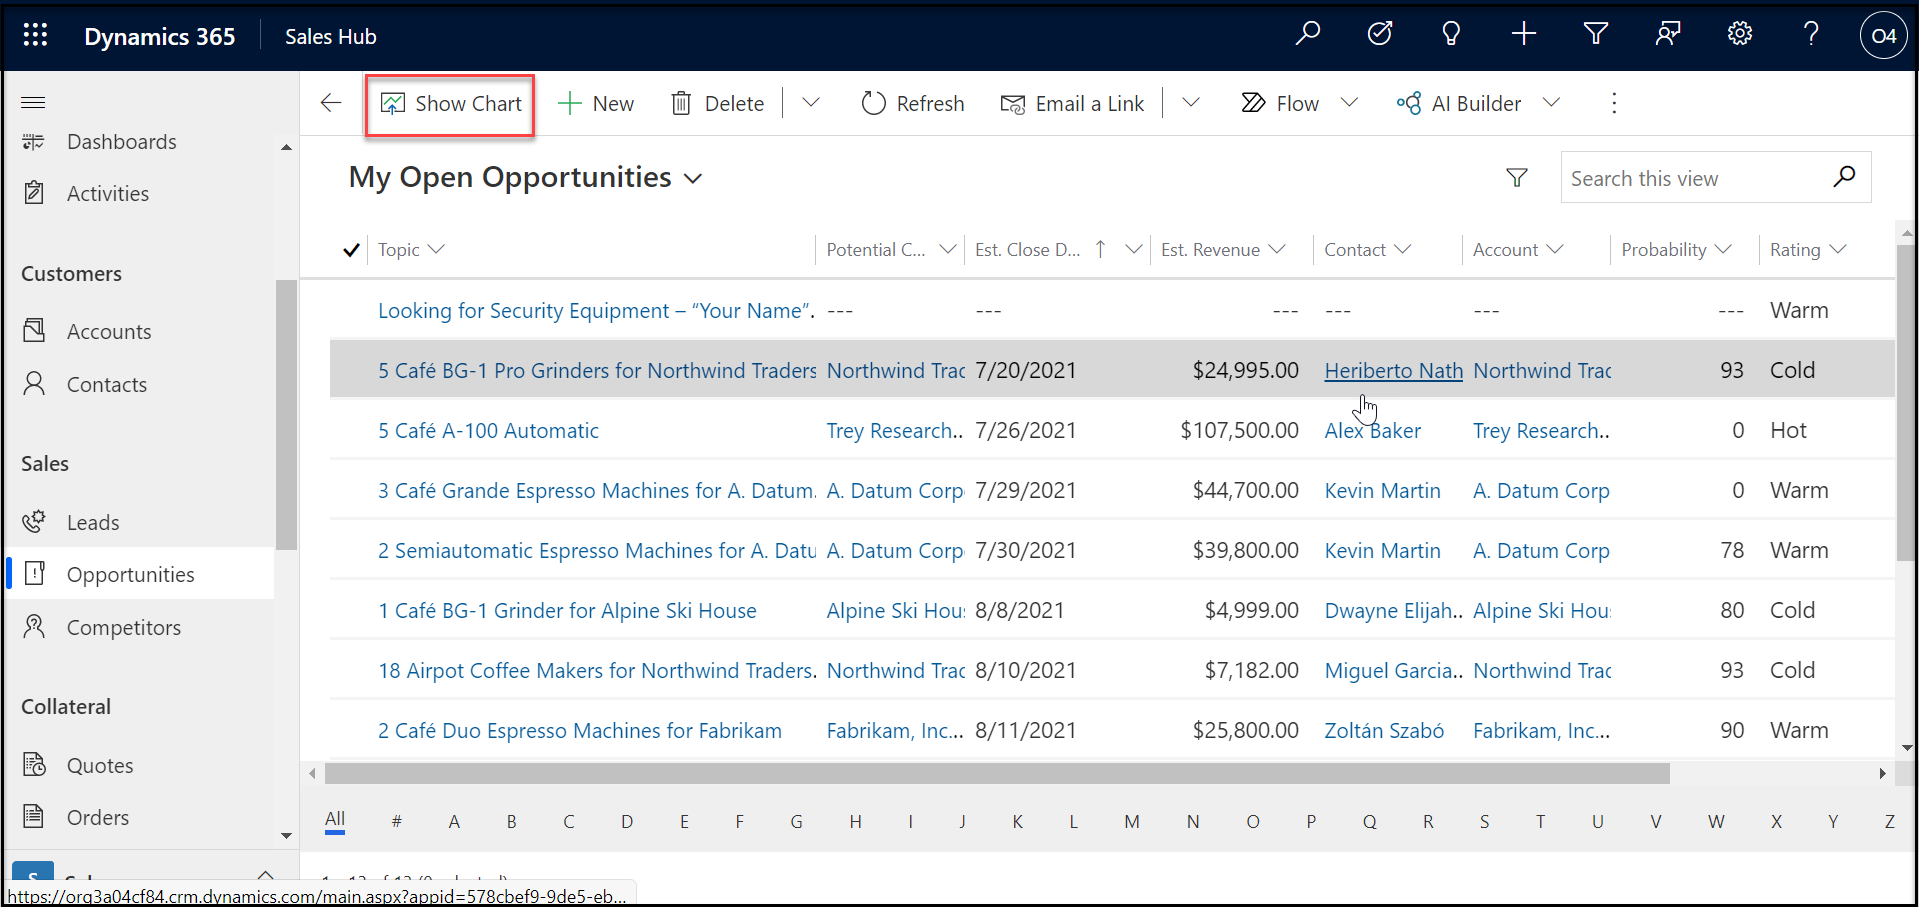 Dynamics 365 Sales Hub O4
Show Chart New Delete Refresh Email a Link Flow AI Builder
Dashboards
Activities
Customers
Accounts
Contacts
Sales
Leads
Opportunities
Competitors
Collateral
Quotes
Orders
My Open Opportunities Search this view
Topic Potential C... Est. Close D... ↑ Est. Revenue Contact Account Probability Rating
Looking for Security Equipment – “Your Name”. --- --- --- --- --- --- Warm
5 Café BG-1 Pro Grinders for Northwind Traders Northwind Trac 7/20/2021 $24,995.00 Heriberto Nath Northwind Trac 93 Cold
5 Café A-100 Automatic Trey Research.. 7/26/2021 $107,500.00 Alex Baker Trey Research.. 0 Hot
3 Café Grande Espresso Machines for A. Datum. A. Datum Corp 7/29/2021 $44,700.00 Kevin Martin A. Datum Corp 0 Warm
2 Semiautomatic Espresso Machines for A. Datu A. Datum Corp 7/30/2021 $39,800.00 Kevin Martin A. Datum Corp 78 Warm
1 Café BG-1 Grinder for Alpine Ski House Alpine Ski Hou 8/8/2021 $4,999.00 Dwayne Elijah.. Alpine Ski Hou 80 Cold
18 Airpot Coffee Makers for Northwind Traders. Northwind Trac 8/10/2021 $7,182.00 Miguel Garcia.. Northwind Trac 93 Cold
2 Café Duo Espresso Machines for Fabrikam Fabrikam, Inc... 8/11/2021 $25,800.00 Zoltán Szabó Fabrikam, Inc... 90 Warm
All # A B C D E F G H I J K L M N O P Q R S T U V W X Y Z
S
https://org3a04cf84.crm.dynamics.com/main.aspx?appid=578cbef9-9de5-eb...